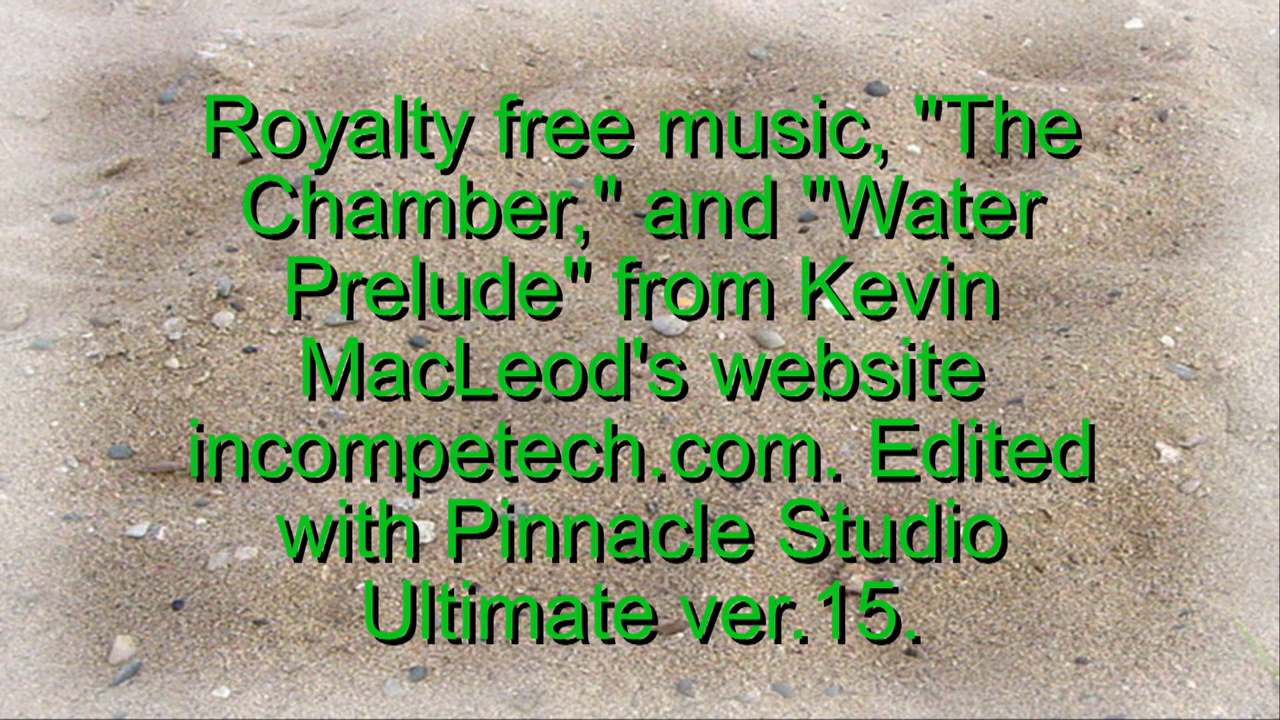 Royalty free music, "The
Chamber," and "Water
Prelude" from Kevin
MacLeod's website
incompetech.com. Edited
with Pinnacle Studio
Ultimate ver.15.